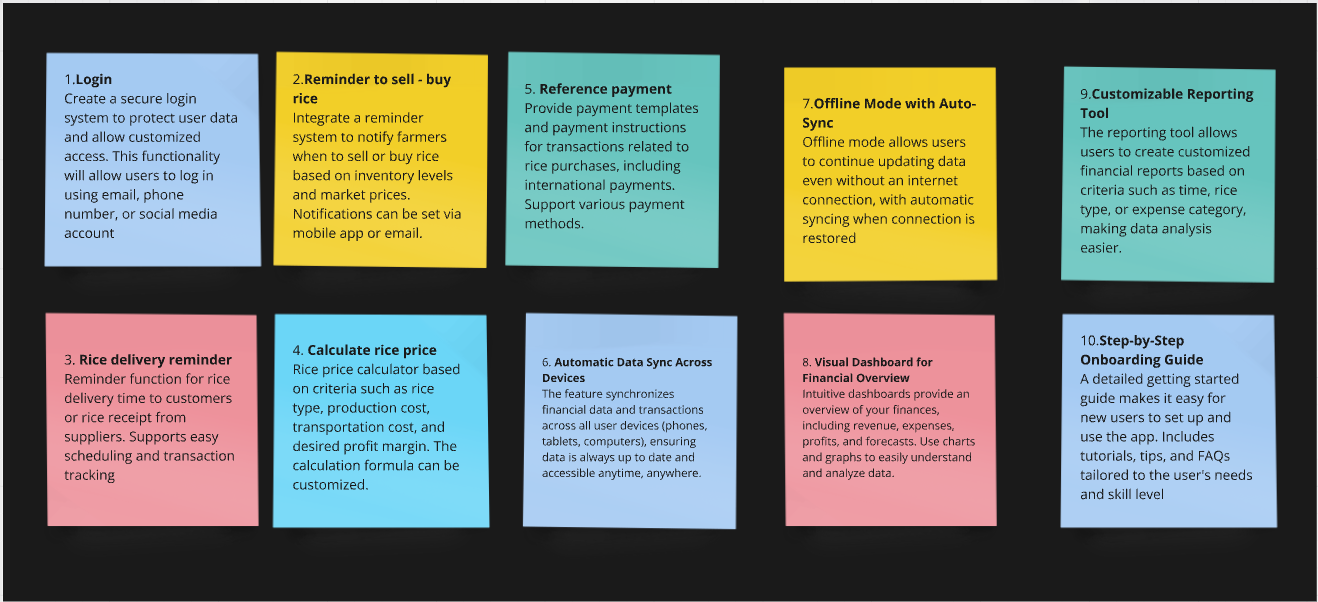 1.Login
Create a secure login
system to protect user data
and allow customized
access. This functionality
will allow users to log in
using email, phone
number, or social media
account
2.Reminder to sell - buy
rice
Integrate a reminder
system to notify farmers
when to sell or buy rice
based on inventory levels
and market prices.
Notifications can be set via
mobile app or email.
5. Reference payment
Provide payment templates
and payment instructions
for transactions related to
rice purchases, including
international payments.
Support various payment
methods.
7.Offline Mode with Auto-
Sync
Offline mode allows users
to continue updating data
even without an internet
connection, with automatic
syncing when connection is
restored
9.Customizable Reporting
Tool
The reporting tool allows
users to create customized
financial reports based on
criteria such as time, rice
type, or expense category,
making data analysis
easier.
3. Rice delivery reminder
Reminder function for rice
delivery time to customers
or rice receipt from
suppliers. Supports easy
scheduling and transaction
tracking
4. Calculate rice price
Rice price calculator based
on criteria such as rice
type, production cost,
transportation cost, and
desired profit margin. The
calculation formula can be
customized.
6. Automatic Data Sync Across
Devices
The feature synchronizes
financial data and transactions
across all user devices (phones,
tablets, computers), ensuring
data is always up to date and
accessible anytime, anywhere.
8. Visual Dashboard for
Financial Overview
Intuitive dashboards provide an
overview of your finances,
including revenue, expenses,
profits, and forecasts. Use charts
and graphs to easily understand
and analyze data.
10.Step-by-Step
Onboarding Guide
A detailed getting started
guide makes it easy for
new users to set up and
use the app. Includes
tutorials, tips, and FAQs
tailored to the user's needs
and skill level